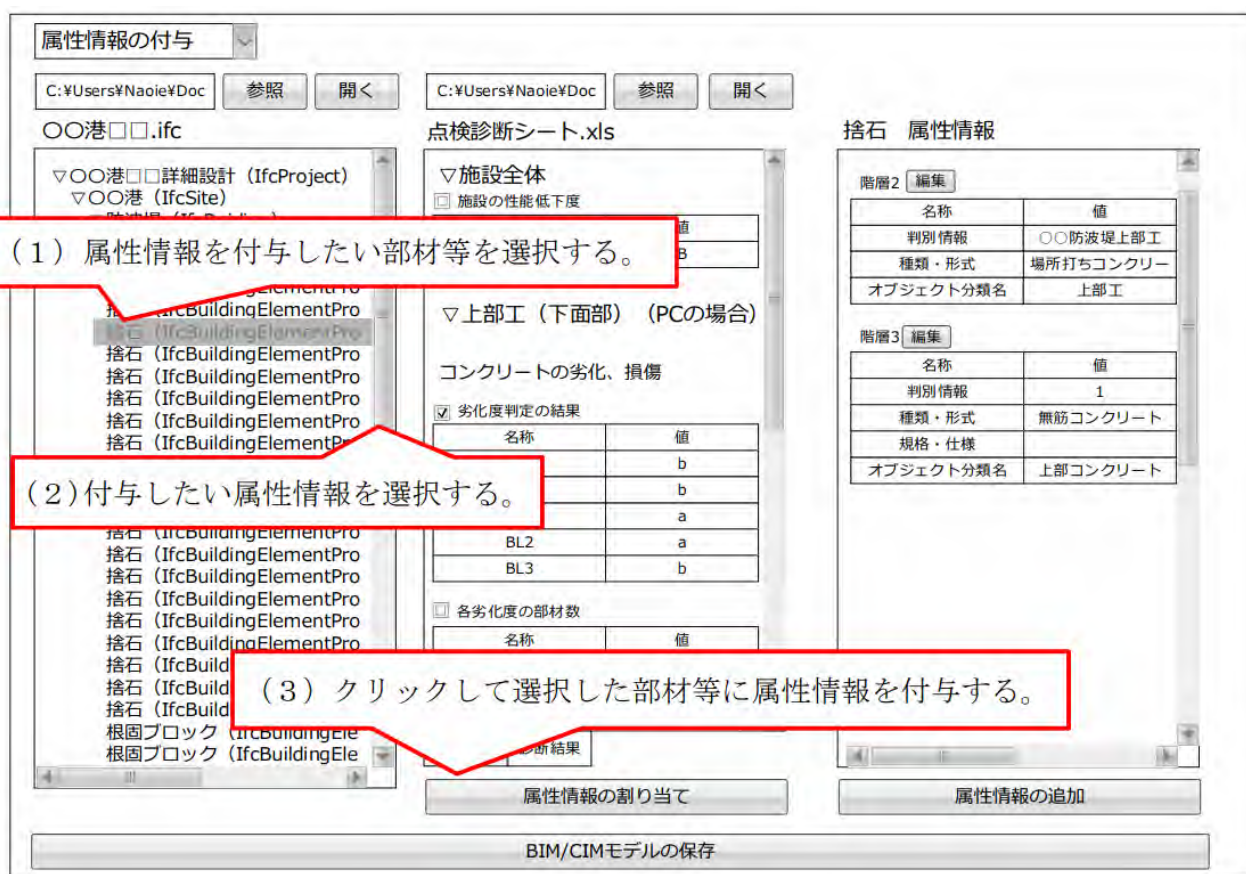 属性情報の付与
C:¥Users¥Naoie¥Doc 参照 開く
C:¥Users¥Naoie¥Doc 参照 開く
〇〇港□□.ifc
▽〇〇港□□詳細設計（IfcProject）
▽〇〇港（IfcSite）
（1）属性情報を付与したい部材等を選択する。
捨石（IfcBuildingElementPro
捨石（IfcBuildingElementPro
捨石（IfcBuildingElementPro
捨石（IfcBuildingElementPro
捨石（IfcBuildingElementPro
捨石（IfcBuildingElementPro
捨石（IfcBuildingElementPro
（2）付与したい属性情報を選択する。
捨石（IfcBuildingElementPro
捨石（IfcBuildingElementPro
捨石（IfcBuildingElementPro
捨石（IfcBuildingElementPro
捨石（IfcBuildingElementPro
捨石（IfcBuildingElementPro
捨石（IfcBuild
捨石（IfcBuild
捨石（IfcBuild
根固ブロック（IfcBuildingEle
根固ブロック（IfcBuildingEle
点検診断シート.xls
▽施設全体
施設の性能低下度
値
B
▽上部工（下面部）（PCの場合）
コンクリートの劣化、損傷
劣化度判定の結果
名称 値
b
b
a
BL2 a
BL3 b
各劣化度の部材数
名称 値
（3）クリックして選択した部材等に属性情報を付与する。
診断結果
属性情報の割り当て
捨石 属性情報
階層2 編集
名称 値
判別情報 〇〇防波堤上部工
種類・形式 場所打ちコンクリー
オブジェクト分類名 上部工
階層3 編集
名称 値
判別情報 1
種類・形式 無筋コンクリート
規格・仕様
オブジェクト分類名 上部コンクリート
属性情報の追加
BIM/CIMモデルの保存